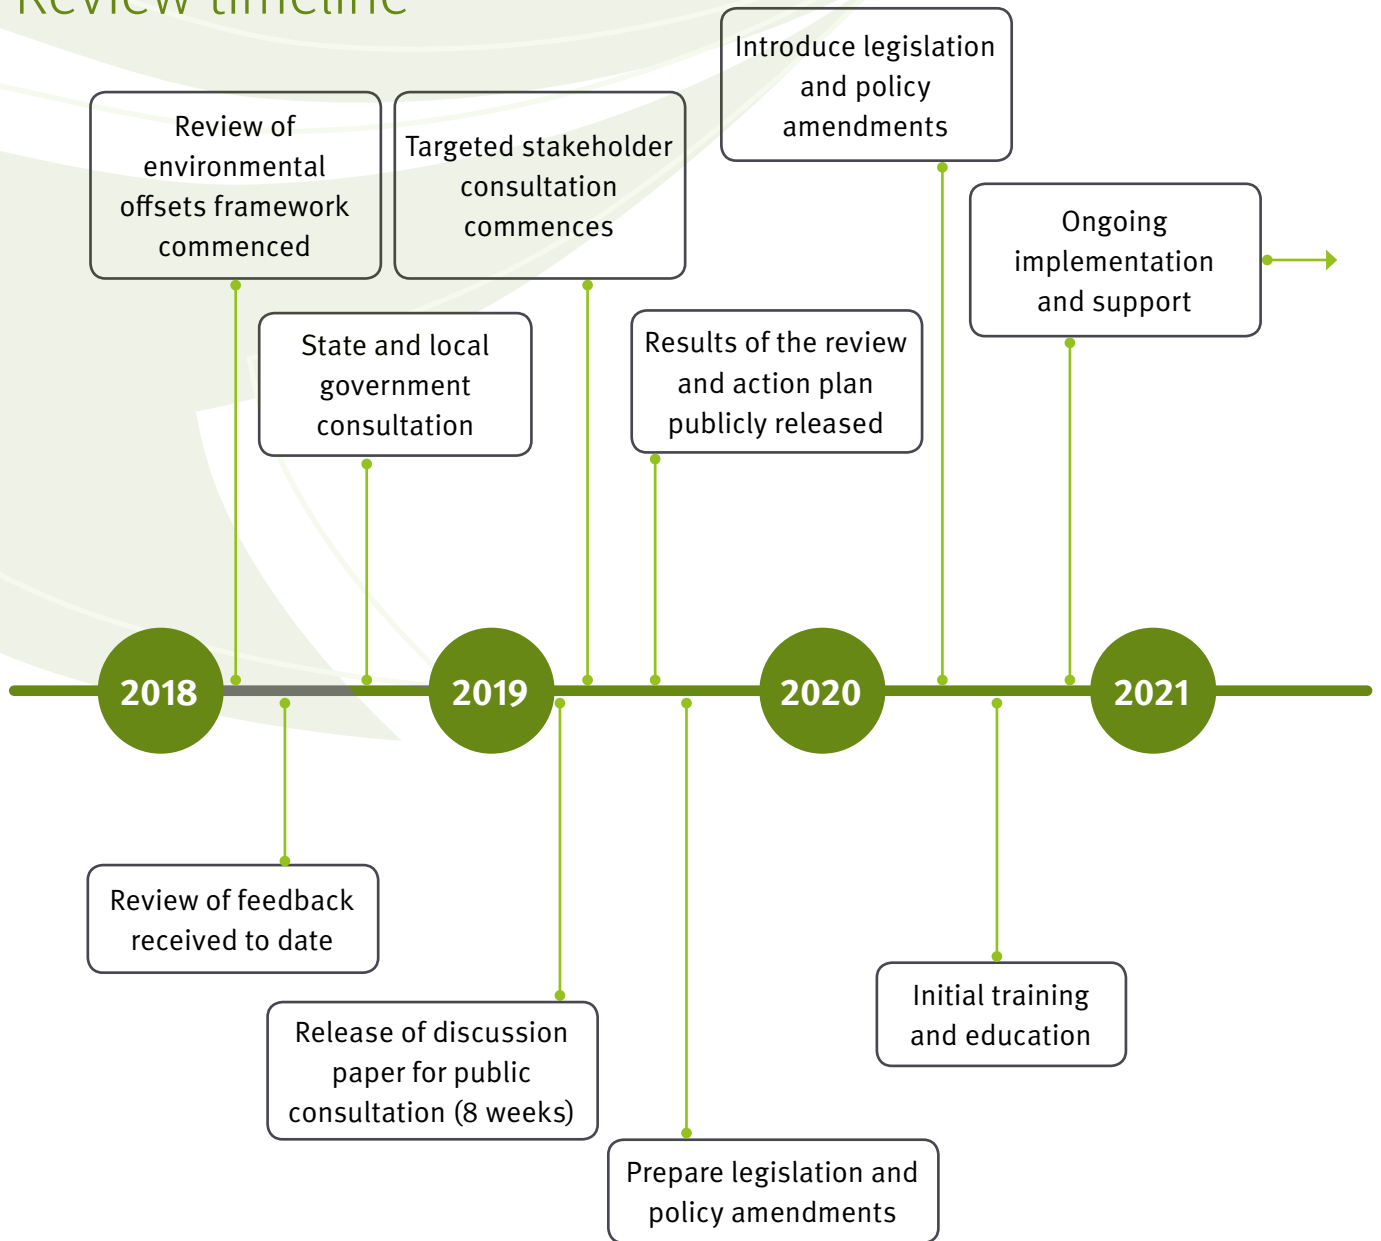 Review timeline
Introduce legislation
and policy
amendments
Review of
environmental
offsets framework
commenced
Targeted stakeholder
consultation
commences
Ongoing
implementation
and support
State and local
government
consultation
Results of the review
and action plan
publicly released
2018
2019
2020
2021
Review of feedback
received to date
Release of discussion
paper for public
consultation (8 weeks)
Initial training
and education
Prepare legislation and
policy amendments